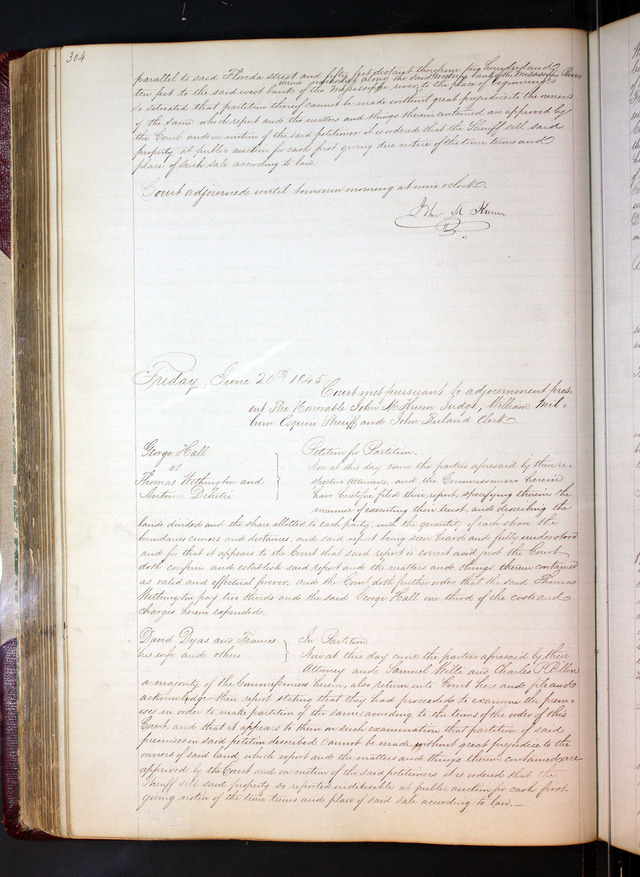 304
parallel to said Florida street and fifty feet distant therefrom six hundred and
ten feet to the said west bank of the Mississippi river to the place of beginning is
thence northerly along the said westerly bank of the Mississippi River
so situated that partition thereof cannot be made without great prejudice to the owners
of the same which report and the matters and things therein contained are approved by
the Court and on motion of the said petitioner it is ordered that the Sheriff sell said
property at public auction for cash first giving due notice of the time terms and
place of such sale according to law.
Court adjourned until tomorrow morning at nine o'clock.
John M Krum
Friday, June 20th 1845
Court met pursuant to adjournment pres-
ent The Honorable John M Krum Judge, William Mil-
burn Esquire Sheriff and John Ruland Clerk
George Hall
vs
Thomas Withington and
Antoine
Petition for Partition.
Now at this day come the parties aforesaid by their re-
spective Attorneys, and the Commissioners herein
have heretofore filed their report, specifying therein the
manner of executing their trust, and describing the
lands divided and the share allotted to each party, with the quantity of each share the
boundaries courses and distances, and said report being seen heard and fully understood
and for that it appears to the Court that said report is correct and just the Court
doth confirm and establish said report and the matters and things therein contained
as valid and effectual forever, and the Court doth further order that the said Thomas
Withington pay two thirds and the said George Hall one third of the costs and
charges herein expended.
David Dyas and Frances
his wife and others
In Partition
Now at this day come the parties aforesaid by their
Attorney and Samuel and Charles P Billon
a majority of the Commissioners herein, also return into Court here and file and
acknowledge their report stating that they had proceeded to examine the prem-
ises in order to make partition of the same according to the terms of the order of this
Court and that it appears to them on such examination that partition of said
premises in said petition described cannot be made without great prejudice to the
owners of said land, which report and the matters and things therein contained are
approved by the Court and on motion of the said petitioners it is ordered that the
Sheriff sell said property so reported indivisible at public auction for cash first
giving notice of the time terms and place of said sale according to law.—